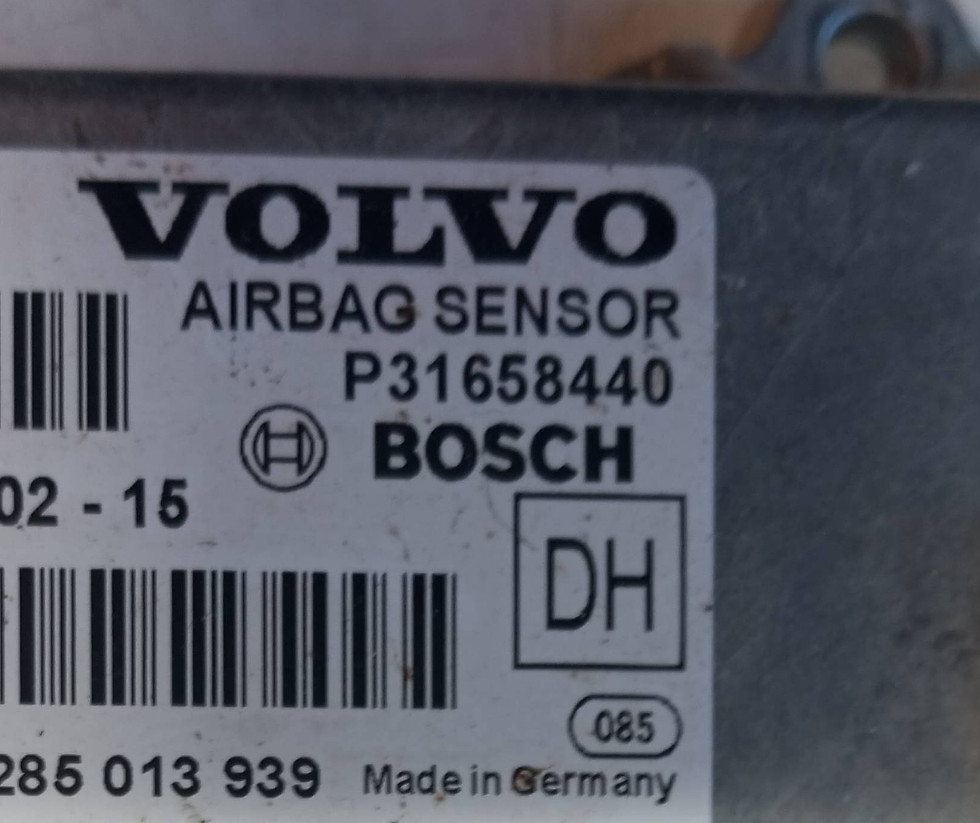 VOLVO
AIRBAG SENSOR
P31658440
BOSCH
02 - 15
DH
085
285 013 939
Made in Germany